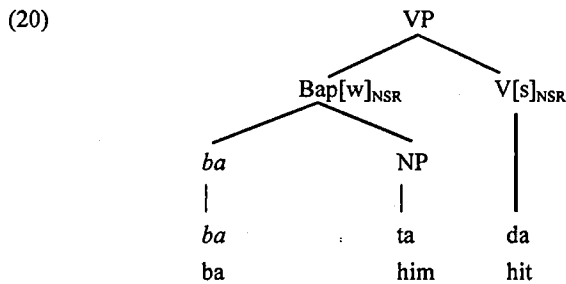 (20) VP
Bap[w]NSR V[s]NSR
ba NP
ba ta da
ba him hit